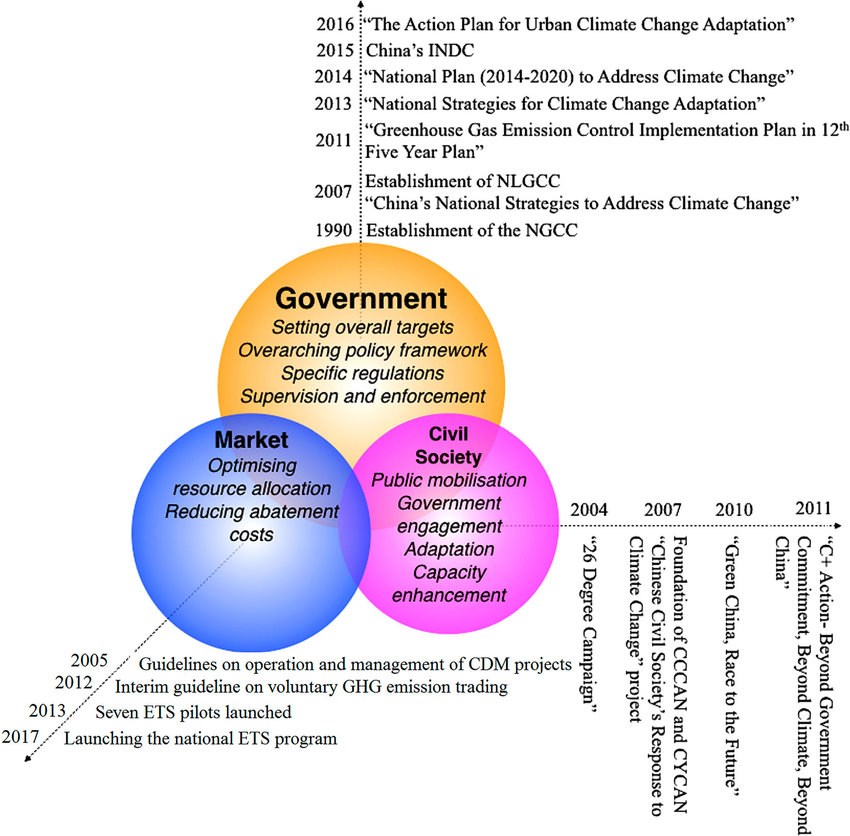 2016 “The Action Plan for Urban Climate Change Adaptation”
2015 China’s INDC
2014 “National Plan (2014-2020) to Address Climate Change”
2013 “National Strategies for Climate Change Adaptation”
2011 “Greenhouse Gas Emission Control Implementation Plan in 12th
Five Year Plan”
2007 Establishment of NLGCC
“China’s National Strategies to Address Climate Change”
1990 Establishment of the NGCC
Government
Setting overall targets
Overarching policy framework
Specific regulations
Supervision and enforcement
Market
Optimising
resource allocation
Reducing abatement
costs
Civil
Society
Public mobilisation
Government
engagement
Adaptation
Capacity
enhancement
2004
“26 Degree Campaign”
2007
Foundation of CCCAN and CYCAN
“Chinese Civil Society’s Response to
Climate Change” project
2010
“Green China, Race to the Future”
2011
“C+ Action- Beyond Government
Commitment, Beyond Climate, Beyond
China”
2005 Guidelines on operation and management of CDM projects
2012 Interim guideline on voluntary GHG emission trading
2013 Seven ETS pilots launched
2017 Launching the national ETS program